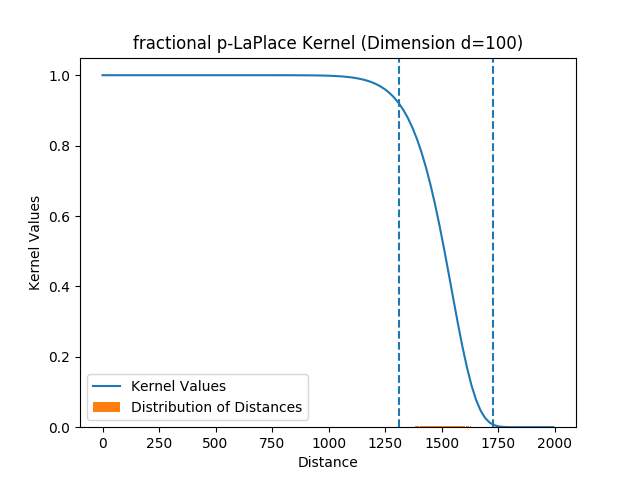 fractional p-LaPlace Kernel (Dimension d=100)
1.0
0.8
0.6
0.4
0.2
0.0
Kernel Values
Kernel Values
Distribution of Distances
0 250 500 750 1000 1250 1500 1750 2000
Distance